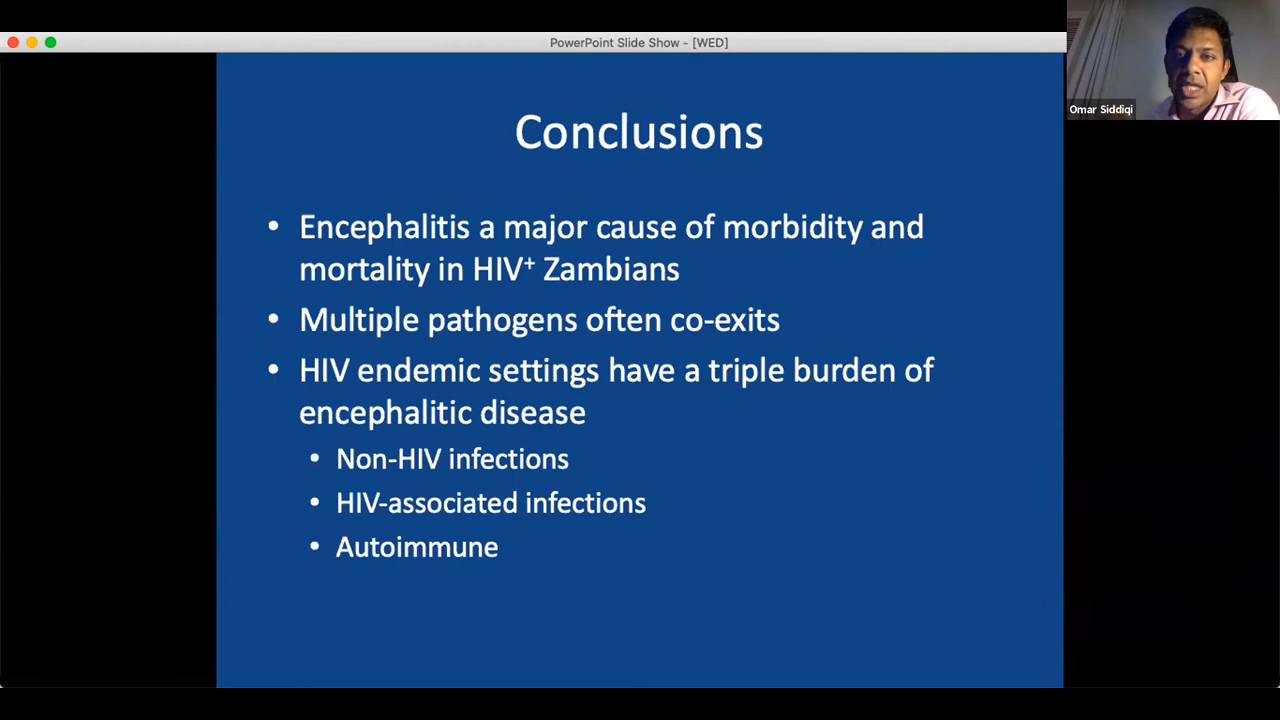 PowerPoint Slide Show - [WED]
Omar Siddiqi
Conclusions
• Encephalitis a major cause of morbidity and
mortality in HIV+ Zambians
• Multiple pathogens often co-exits
• HIV endemic settings have a triple burden of
encephalitic disease
• Non-HIV infections
• HIV-associated infections
• Autoimmune